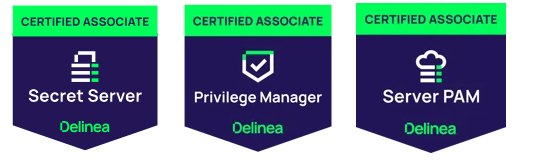 CERTIFIED ASSOCIATE
Secret Server
Delinea
CERTIFIED ASSOCIATE
Privilege Manager
Delinea
CERTIFIED ASSOCIATE
Server PAM
Delinea